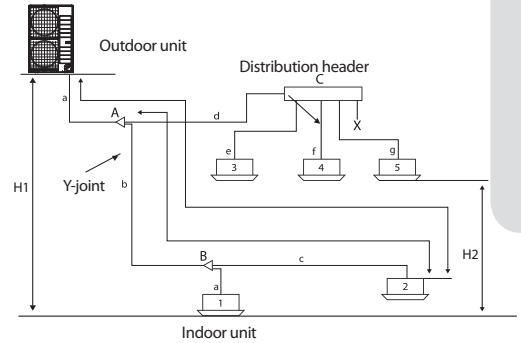 Outdoor unit
Distribution header
C
a
A
d
X
e
f
g
3
4
5
H1
Y-joint
b
H2
B
c
a
2
1
Indoor unit